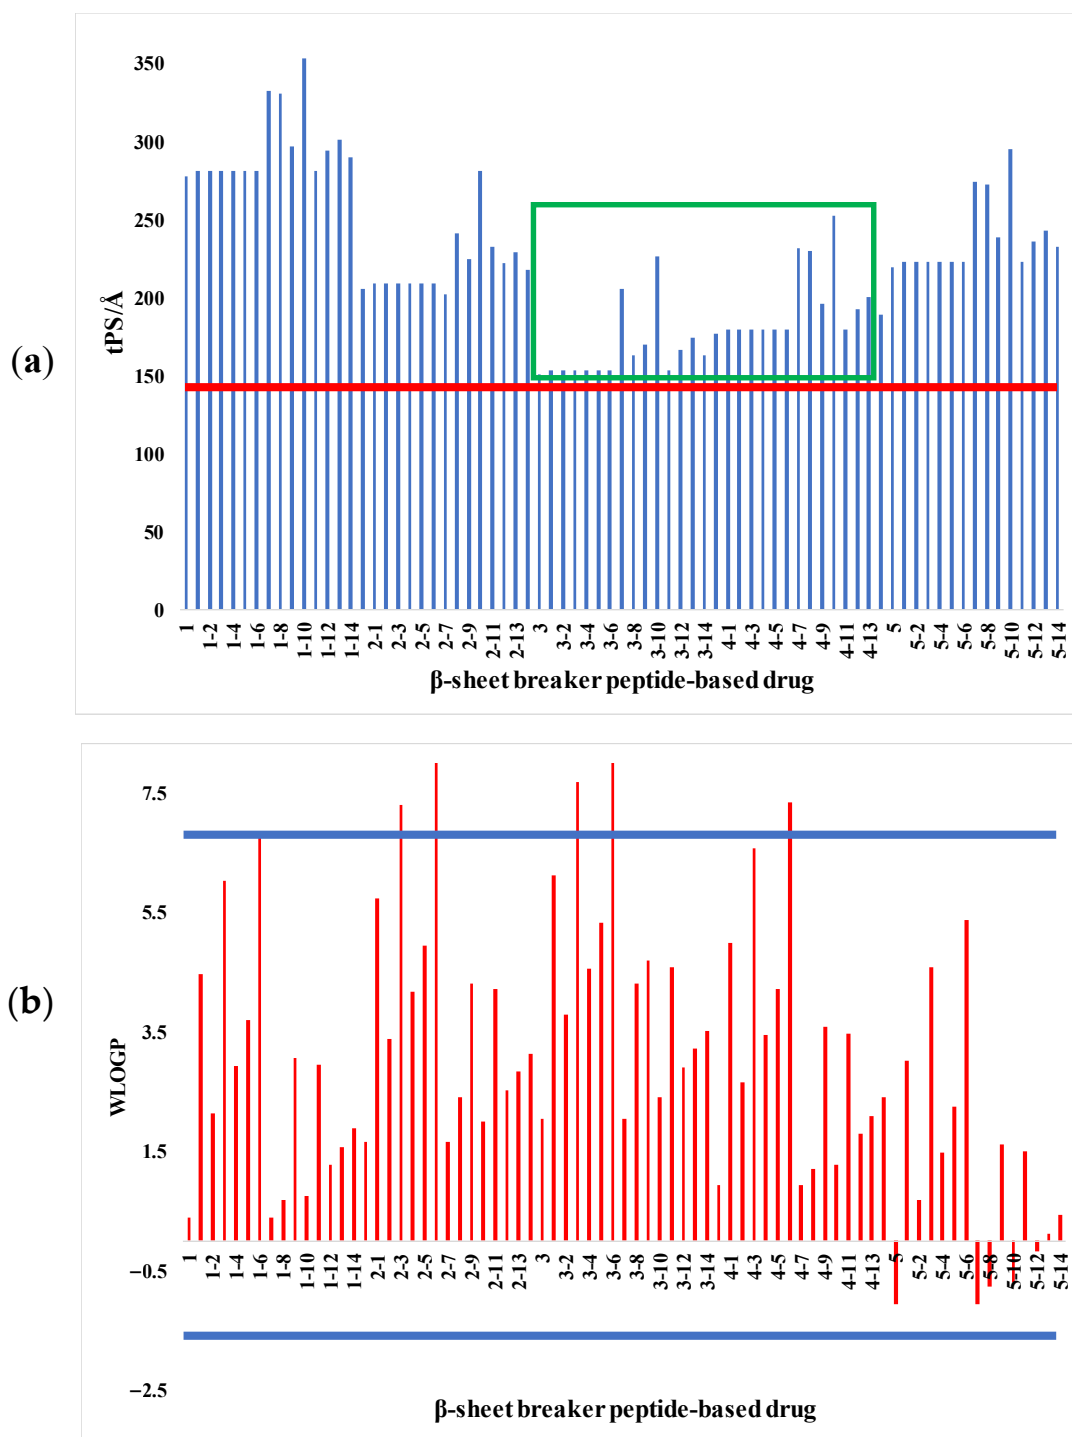 (a)
tPS/Å
350
300
250
200
150
100
50
0
1 1-2 1-4 1-6 1-8 1-10 1-12 1-14 2-1 2-3 2-5 2-7 2-9 2-11 2-13 3 3-2 3-4 3-6 3-8 3-10 3-12 3-14 4-1 4-3 4-5 4-7 4-9 4-11 4-13 5 5-2 5-4 5-6 5-8 5-10 5-12 5-14
β-sheet breaker peptide-based drug
(b)
WLOGP
7.5
5.5
3.5
1.5
−0.5
−2.5
1 1-2 1-4 1-6 1-8 1-10 1-12 1-14 2-1 2-3 2-5 2-7 2-9 2-11 2-13 3 3-2 3-4 3-6 3-8 3-10 3-12 3-14 4-1 4-3 4-5 4-7 4-9 4-11 4-13 5 5-2 5-4 5-6 5-8 5-10 5-12 5-14
β-sheet breaker peptide-based drug